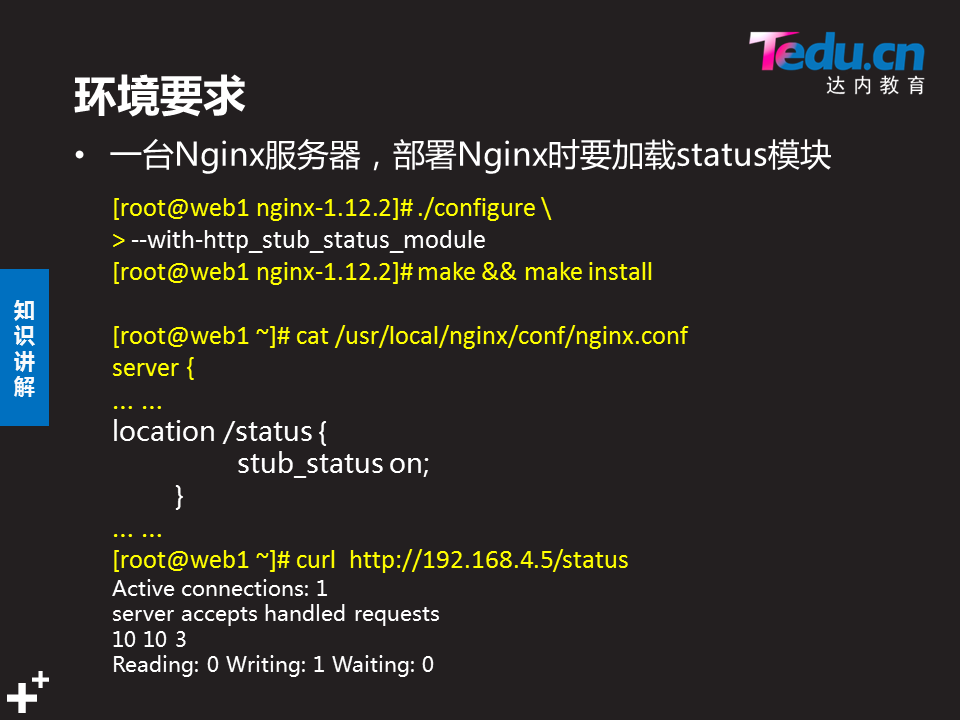 Tedu.cn
达内教育
环境要求
• 一台Nginx服务器，部署Nginx时要加载status模块
[root@web1 nginx-1.12.2]# ./configure \
> --with-http_stub_status_module
[root@web1 nginx-1.12.2]# make && make install
[root@web1 ~]# cat /usr/local/nginx/conf/nginx.conf
server {
... ...
location /status {
stub_status on;
}
... ...
[root@web1 ~]# curl  http://192.168.4.5/status
Active connections: 1
server accepts handled requests
10 10 3
Reading: 0 Writing: 1 Waiting: 0
知识讲解